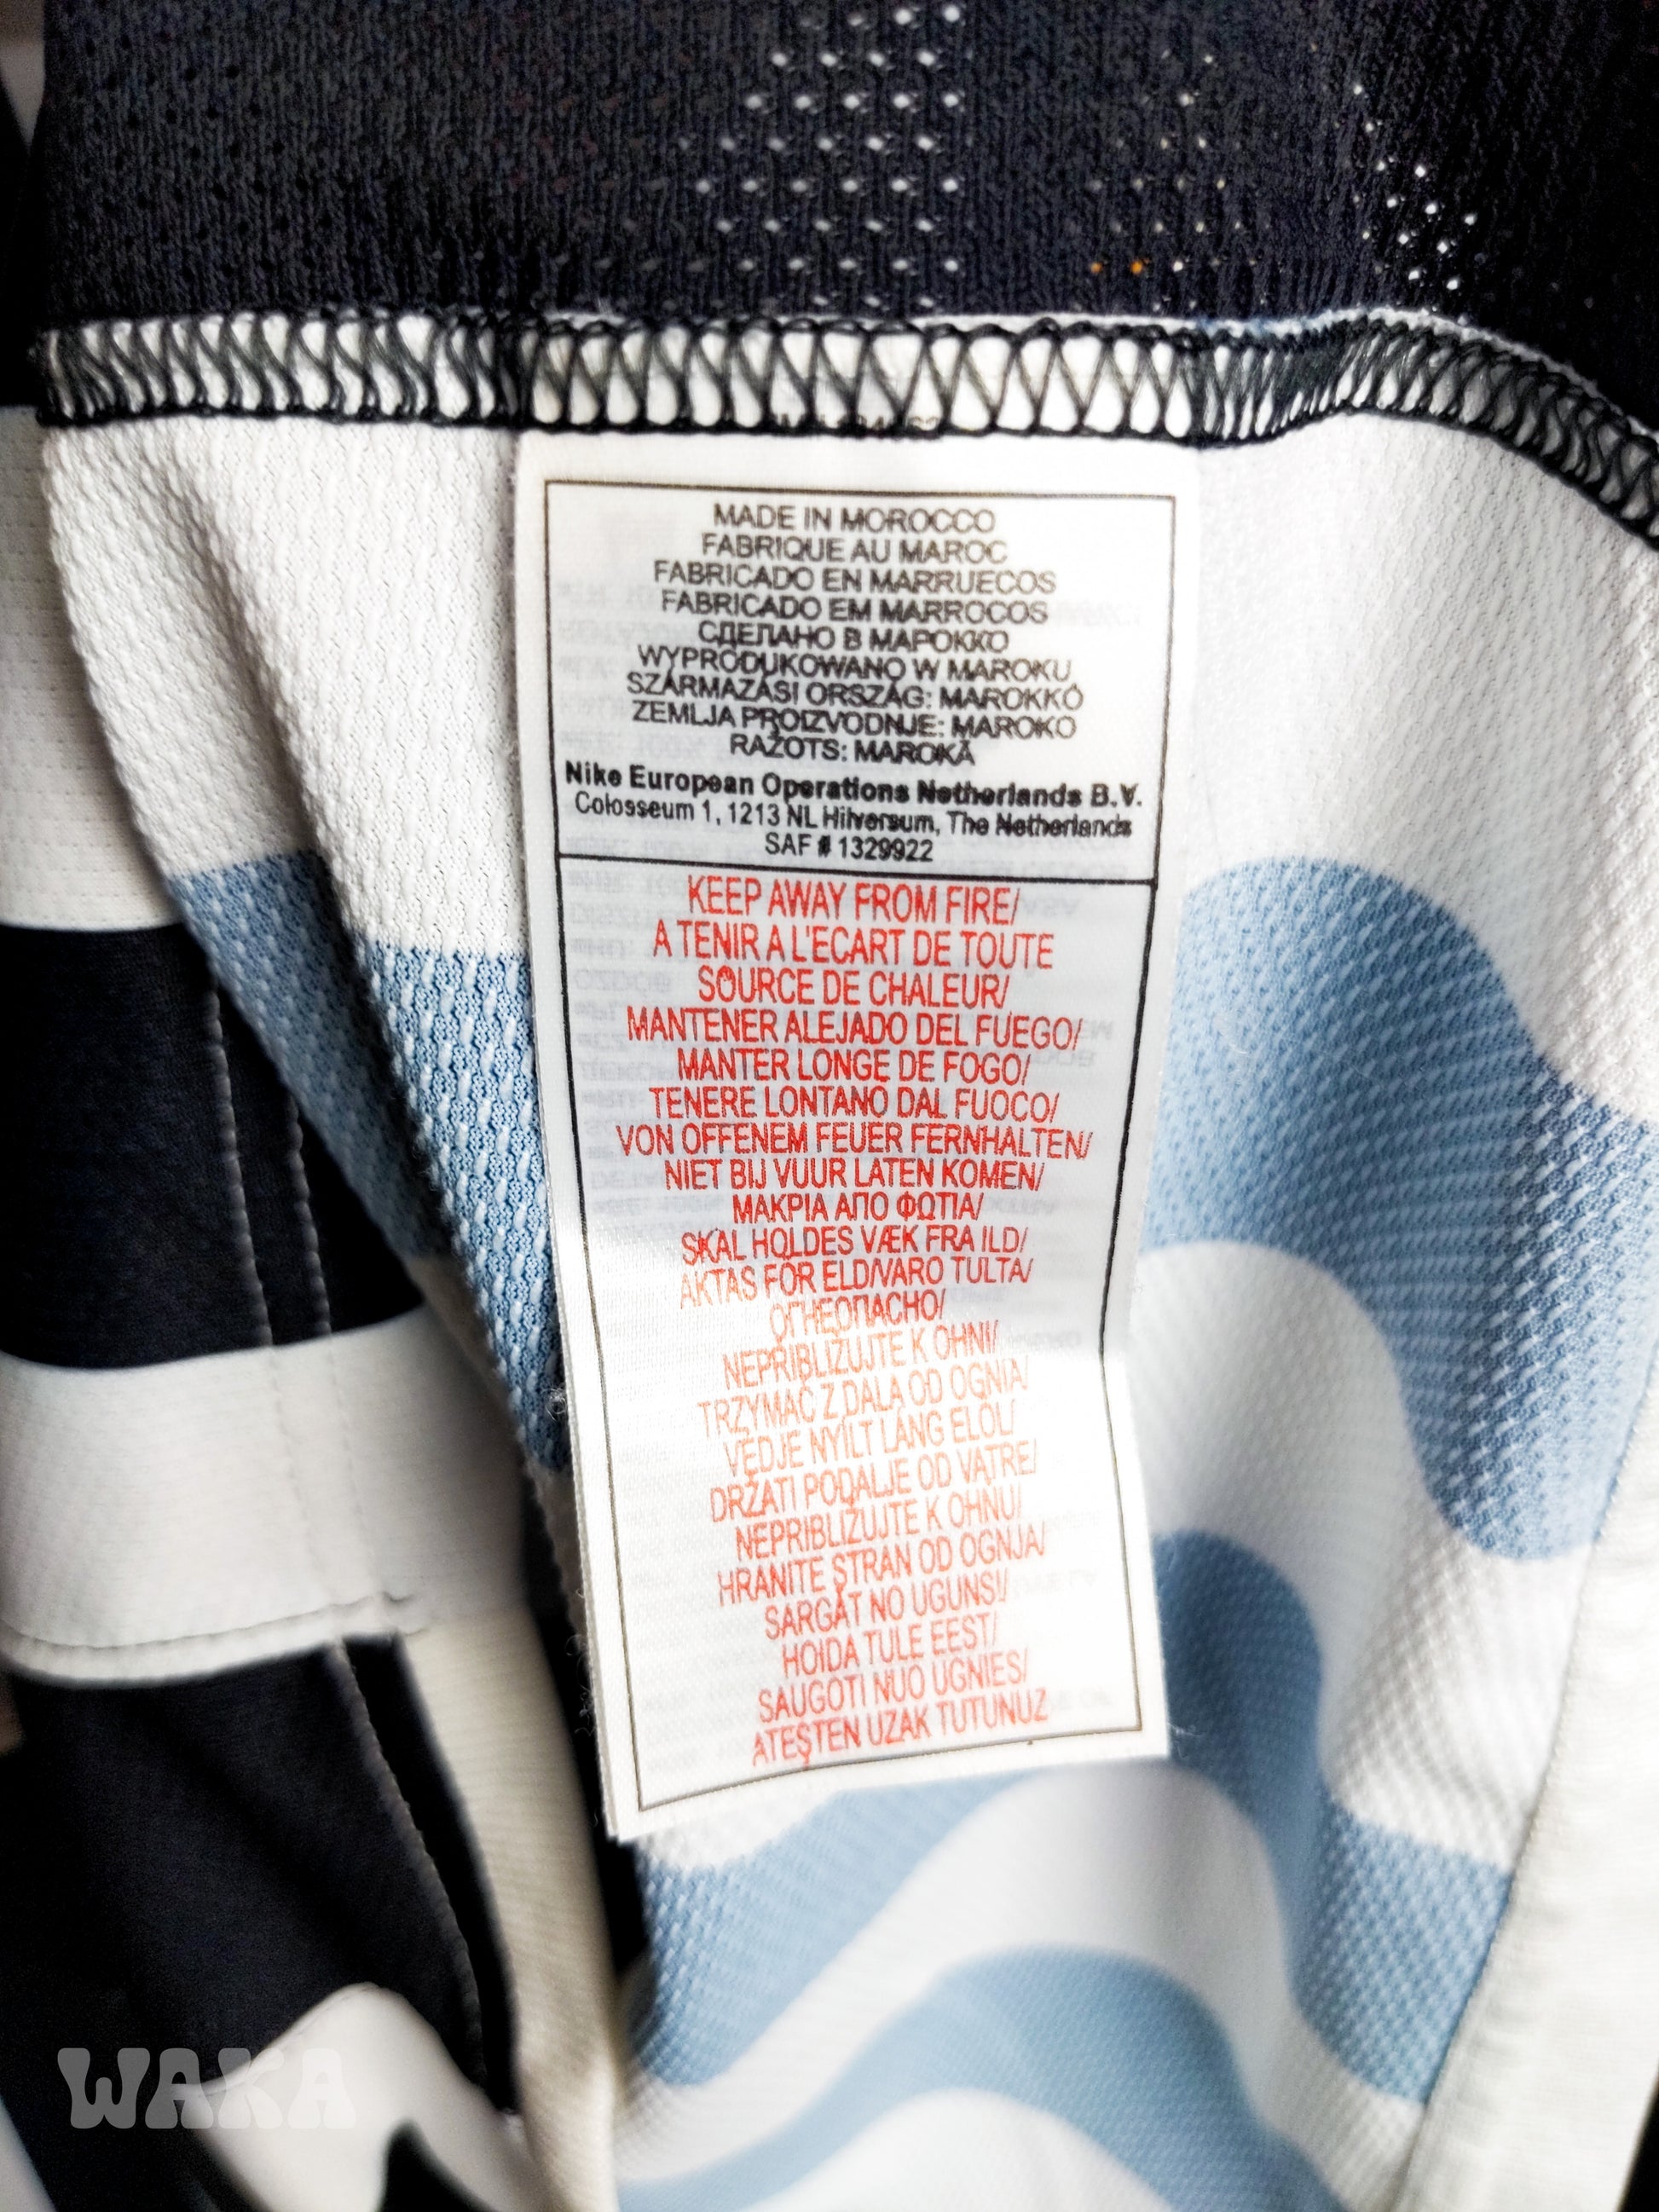 MADE IN MOROCCO
FABRIQUE AU MAROC
FABRICADO EN MARRUECOS
FABRICADO EM MARROCOS
СДЕЛАНО В МАРОККО
WYPRODUKOWANO W MAROKU
SZÁRMAZÁSI ORSZÁG: MAROKKÓ
ZEMLJA PROIZVODNJE: MAROKO
RAŽOTS: MAROKĀ
Nike European Operations Netherlands B.V.
Colosseum 1, 1213 NL Hilversum, The Netherlands
SAF # 1329922
KEEP AWAY FROM FIRE/
A TENIR A L'ECART DE TOUTE
SOURCE DE CHALEUR/
MANTENER ALEJADO DEL FUEGO/
MANTER LONGE DE FOGO/
TENERE LONTANO DAL FUOCO/
VON OFFENEM FEUER FERNHALTEN/
NIET BIJ VUUR LATEN KOMEN/
ΜΑΚΡΙΑ ΑΠΟ ΦΩΤΙΑ/
SKAL HOLDES VÆK FRA ILD/
AKTAS FÖR ELD/VARO TULTA/
ОГНЕОПАСНО/
NEPŘIBLIŽUJTE K OHNI/
TRZYMAĆ Z DALA OD OGNIA/
VÉDJE NYÍLT LÁNG ELŐL/
DRŽATI PODALJE OD VATRE/
NEPRIBLIŽUJTE K OHŇU/
HRANITE STRAN OD OGNJA/
SARGĀT NO UGUNS!/
HOIDA TULE EEST/
SAUGOTI NUO UGNIES/
ATEŞTEN UZAK TUTUNUZ
WAKA